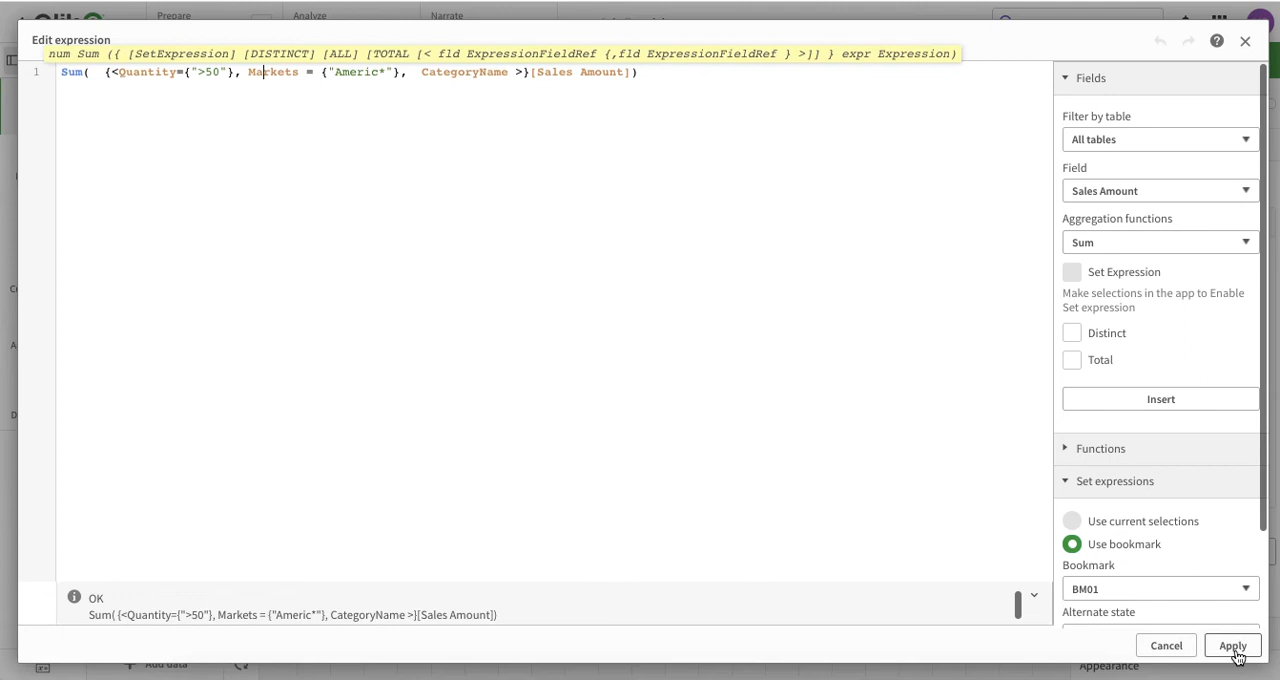 Qlik
Prepare
Analyze
Narrate
Edit expression
num Sum ({ [SetExpression] [DISTINCT] [ALL] [TOTAL [< fld ExpressionFieldRef {,fld ExpressionFieldRef } >]] } expr Expression)
1
Sum(  {<Quantity={">50"}, Markets = {"Americ*"},  CategoryName >}[Sales Amount])
Fields
Filter by table
All tables
Field
Sales Amount
Aggregation functions
Sum
Set Expression
Make selections in the app to Enable
Set expression
Distinct
Total
Insert
Functions
Set expressions
Use current selections
Use bookmark
Bookmark
BM01
Alternate state
OK
Sum( {<Quantity={">50"}, Markets = {"Americ*"}, CategoryName >}[Sales Amount])
Cancel
Apply
Add data
Appearance